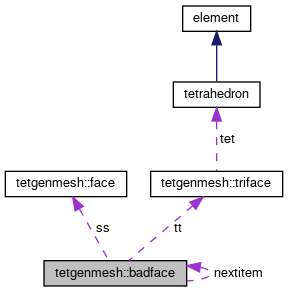 element
tetrahedron
tet
tetgenmesh::face
tetgenmesh::triface
ss
tt
tetgenmesh::badface
nextitem